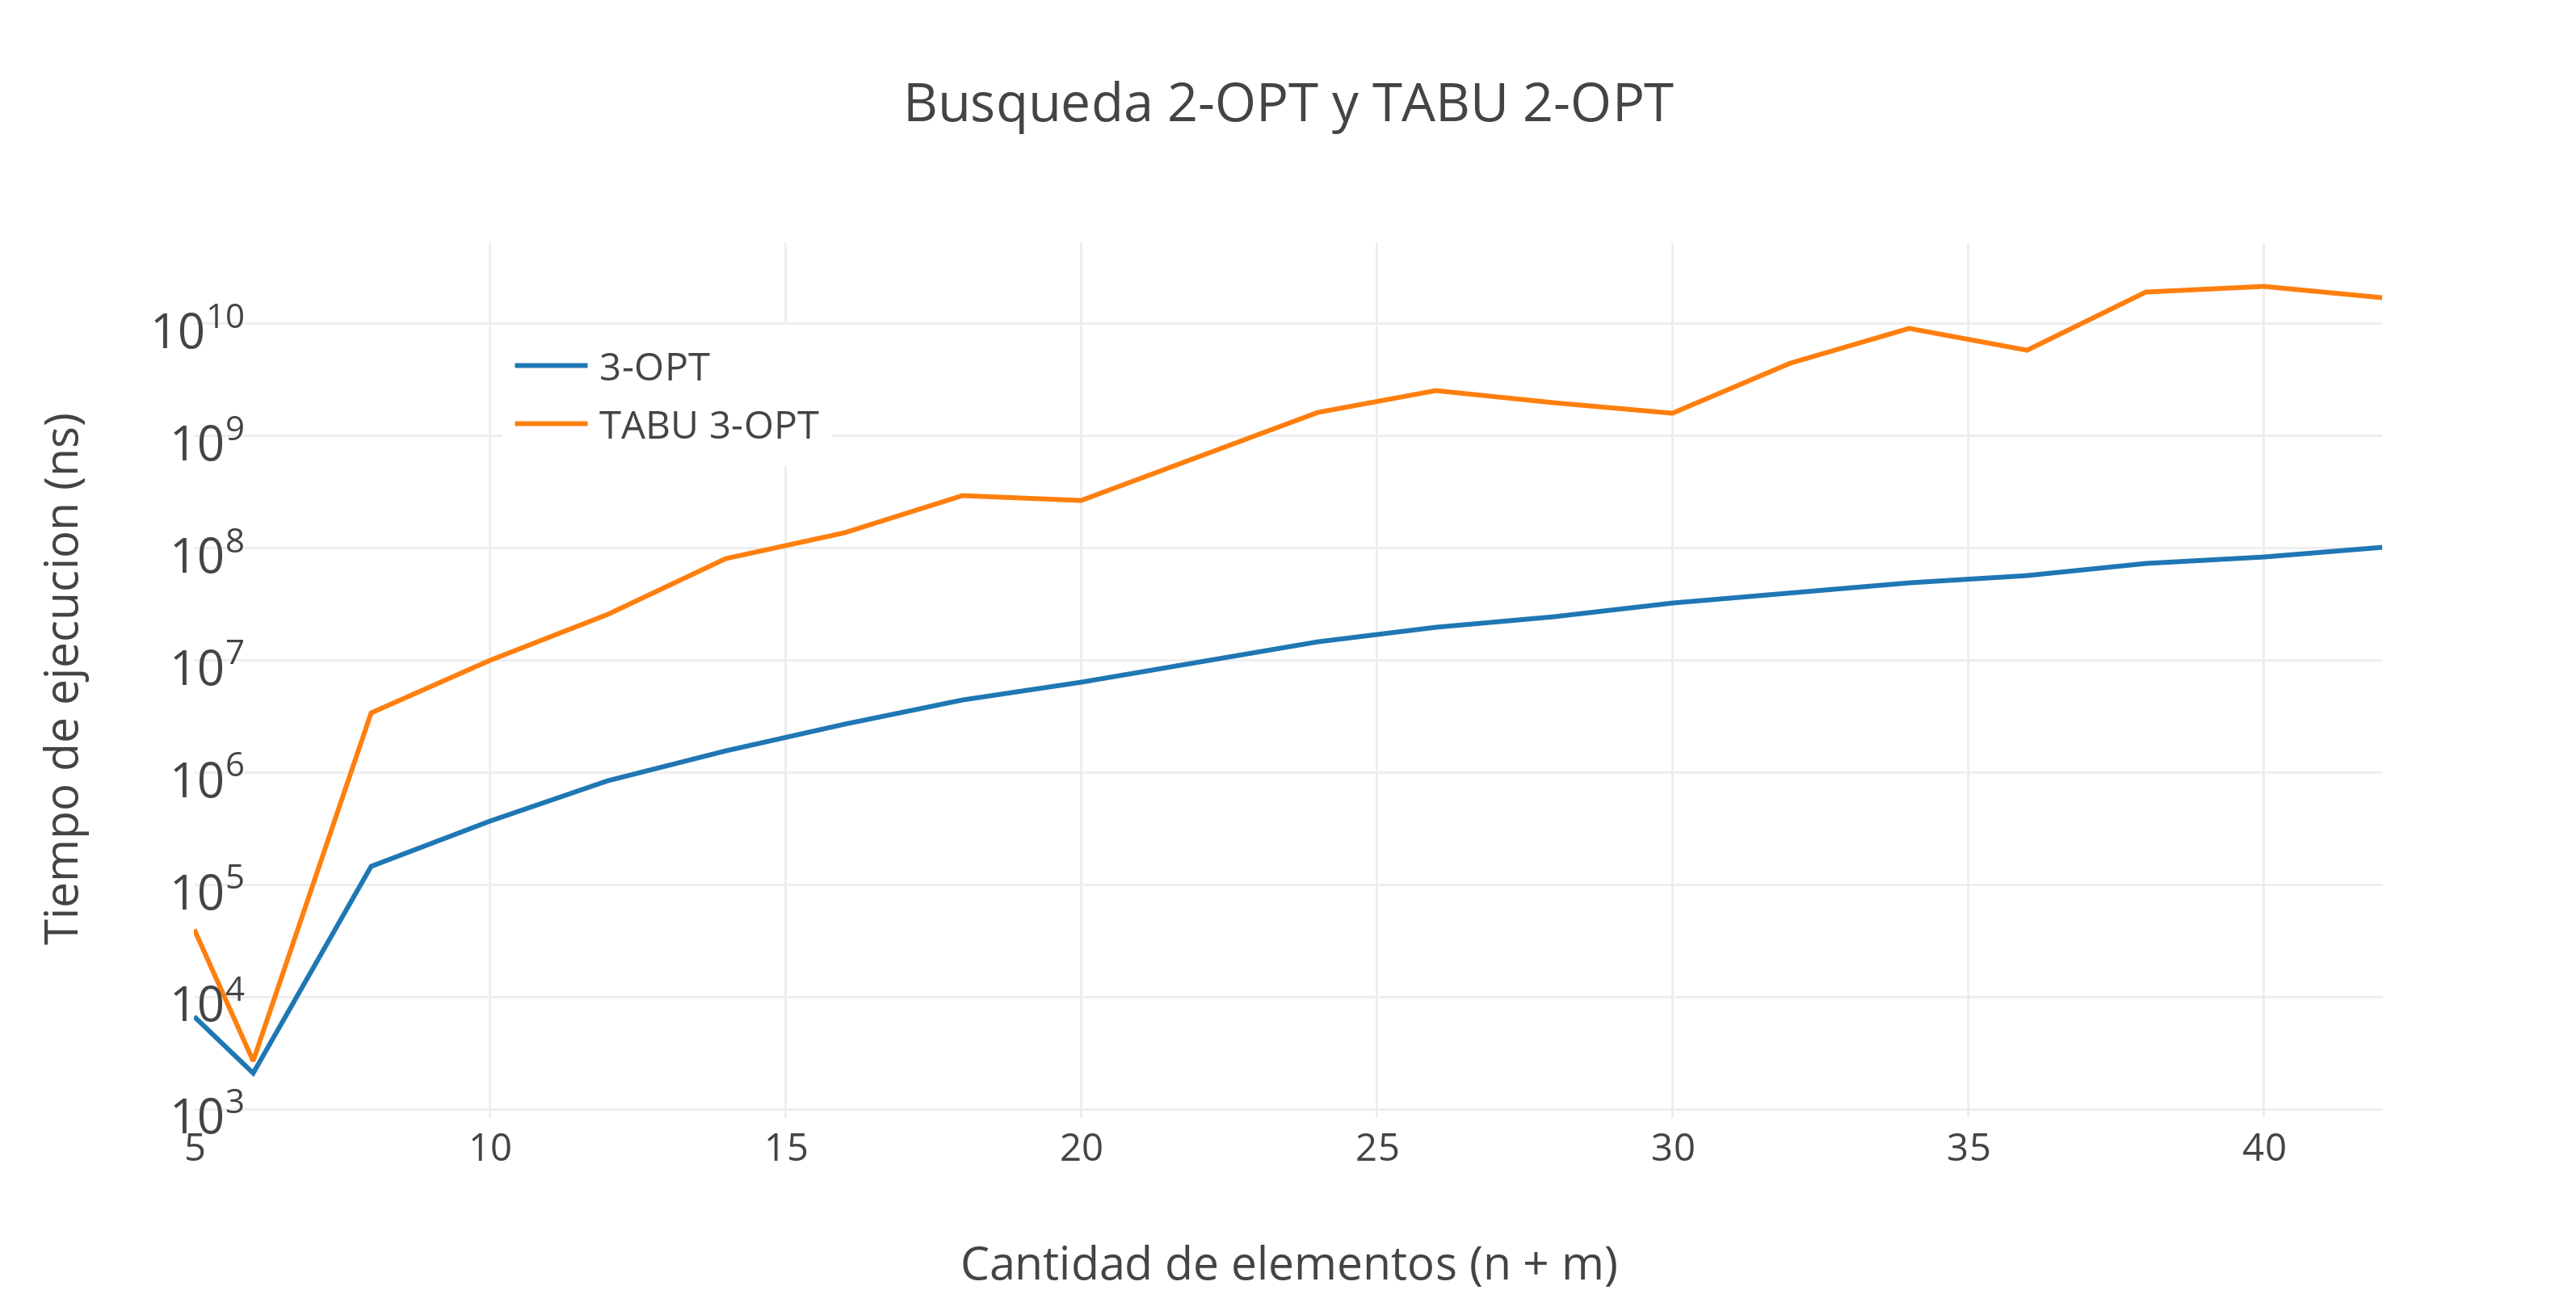 Busqueda 2-OPT y TABU 2-OPT
3-OPT
TABU 3-OPT
Tiempo de ejecucion (ns)
10^10
10^9
10^8
10^7
10^6
10^5
10^4
10^3
5 10 15 20 25 30 35 40
Cantidad de elementos (n + m)